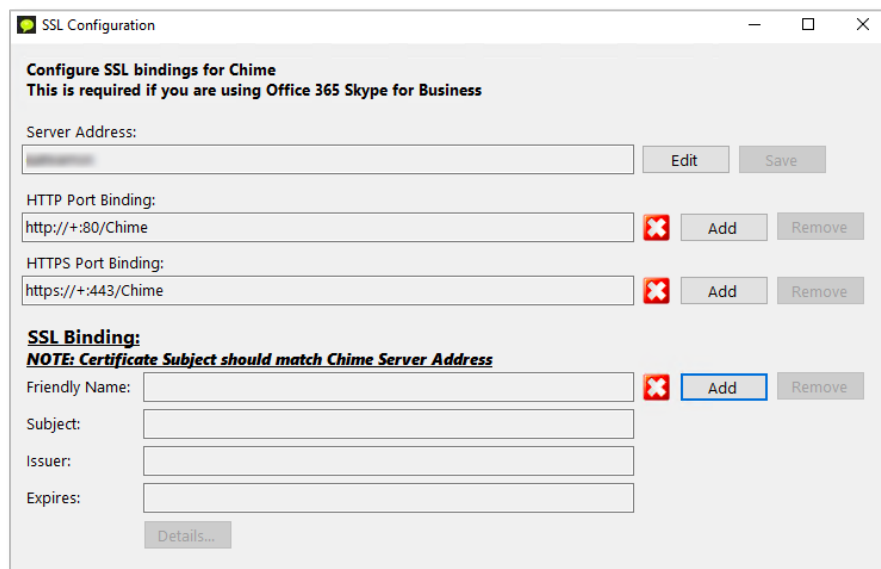 SSL Configuration
Configure SSL bindings for Chime
This is required if you are using Office 365 Skype for Business
Server Address:
Edit Save
HTTP Port Binding:
http://+:80/Chime Add Remove
HTTPS Port Binding:
https://+:443/Chime Add Remove
SSL Binding:
NOTE: Certificate Subject should match Chime Server Address
Friendly Name: Add Remove
Subject:
Issuer:
Expires:
Details...